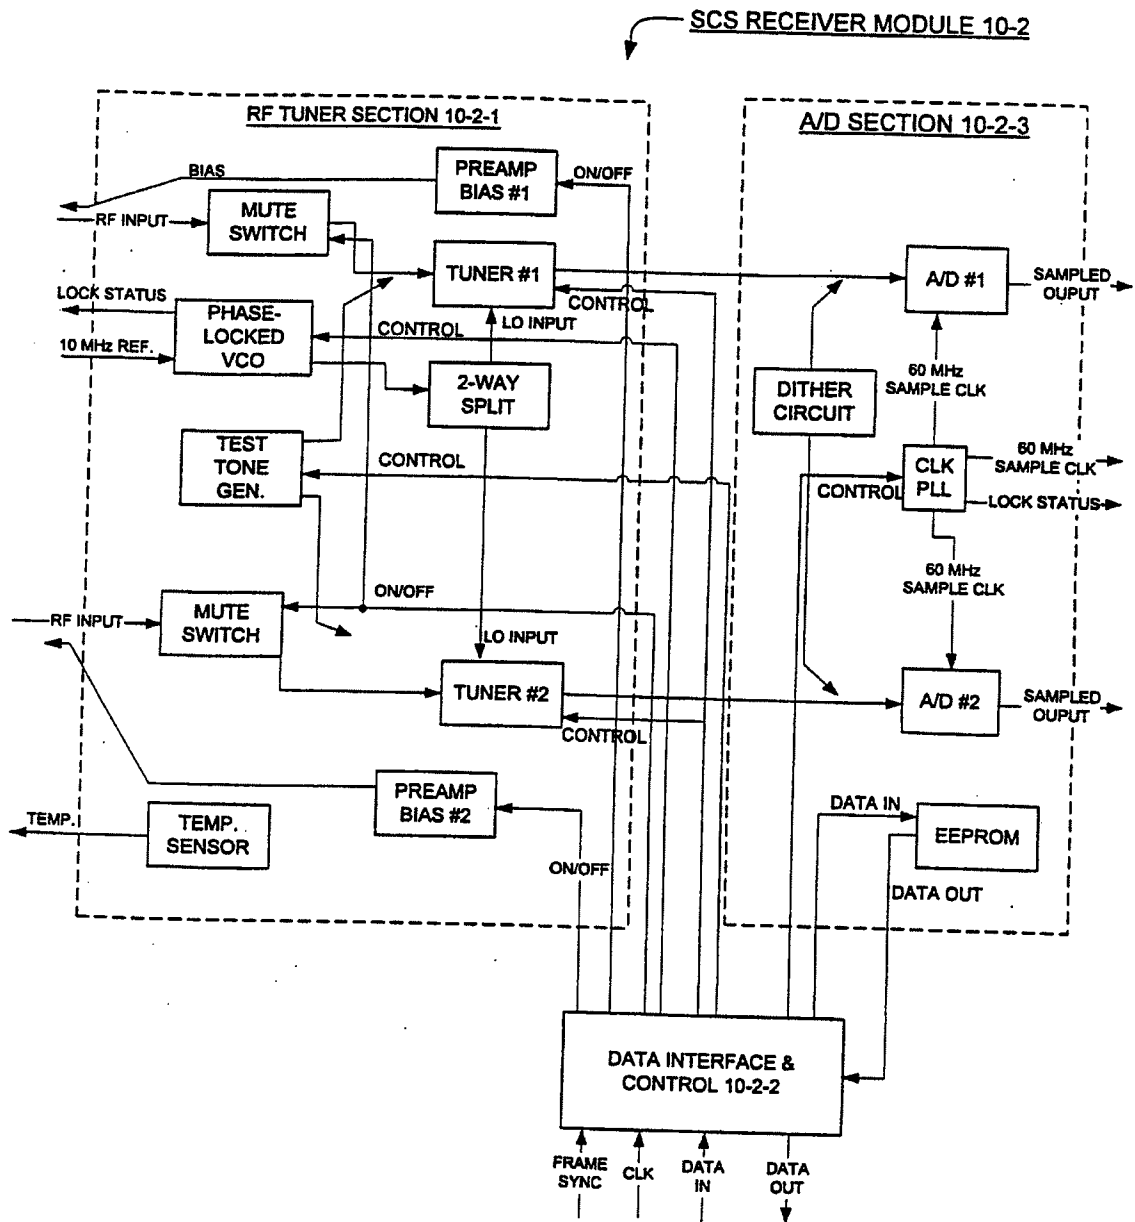 SCS RECEIVER MODULE 10-2
RF TUNER SECTION 10-2-1
A/D SECTION 10-2-3
BIAS
PREAMP
BIAS #1
ON/OFF
RF INPUT
MUTE
SWITCH
TUNER #1
CONTROL
A/D #1
SAMPLED
OUPUT
LOCK STATUS
10 MHz REF.
PHASE-
LOCKED
VCO
CONTROL
LO INPUT
2-WAY
SPLIT
60 MHz
SAMPLE CLK
DITHER
CIRCUIT
TEST
TONE
GEN.
CONTROL
CONTROL
CLK
PLL
60 MHz
SAMPLE CLK
LOCK STATUS
60 MHz
SAMPLE CLK
RF INPUT
MUTE
SWITCH
ON/OFF
LO INPUT
TUNER #2
CONTROL
A/D #2
SAMPLED
OUPUT
PREAMP
BIAS #2
ON/OFF
TEMP.
TEMP.
SENSOR
DATA IN
EEPROM
DATA OUT
DATA INTERFACE &
CONTROL 10-2-2
FRAME
SYNC
CLK
DATA
IN
DATA
OUT